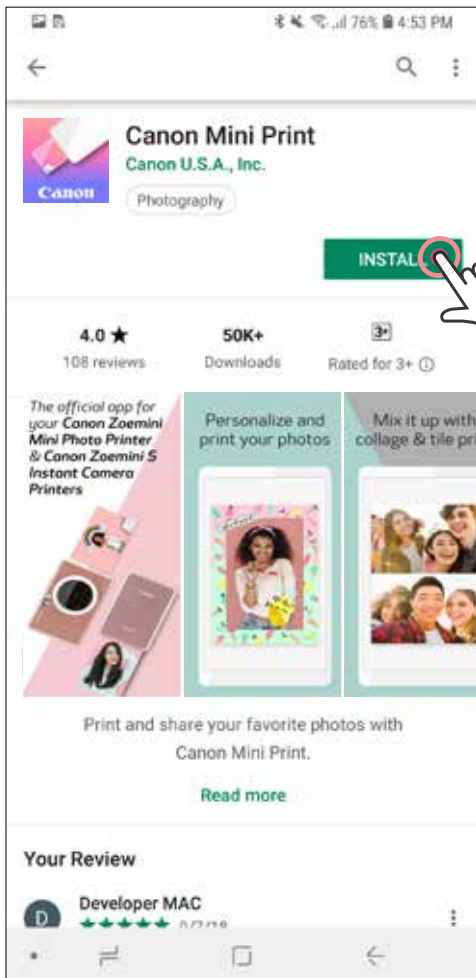 76% 4:53 PM
Canon Mini Print
Canon U.S.A., Inc.
Canon
Photography
INSTAL
4.0 ★
50K+
3+
108 reviews
Downloads
Rated for 3+
The official app for
your Canon Zoemini
Mini Photo Printer
& Canon Zoemini S
Instant Camera
Printers
Personalize and
print your photos
Mix it up with
collage & tile pri
Print and share your favorite photos with
Canon Mini Print.
Read more
Your Review
D
Developer MAC
★★★★★